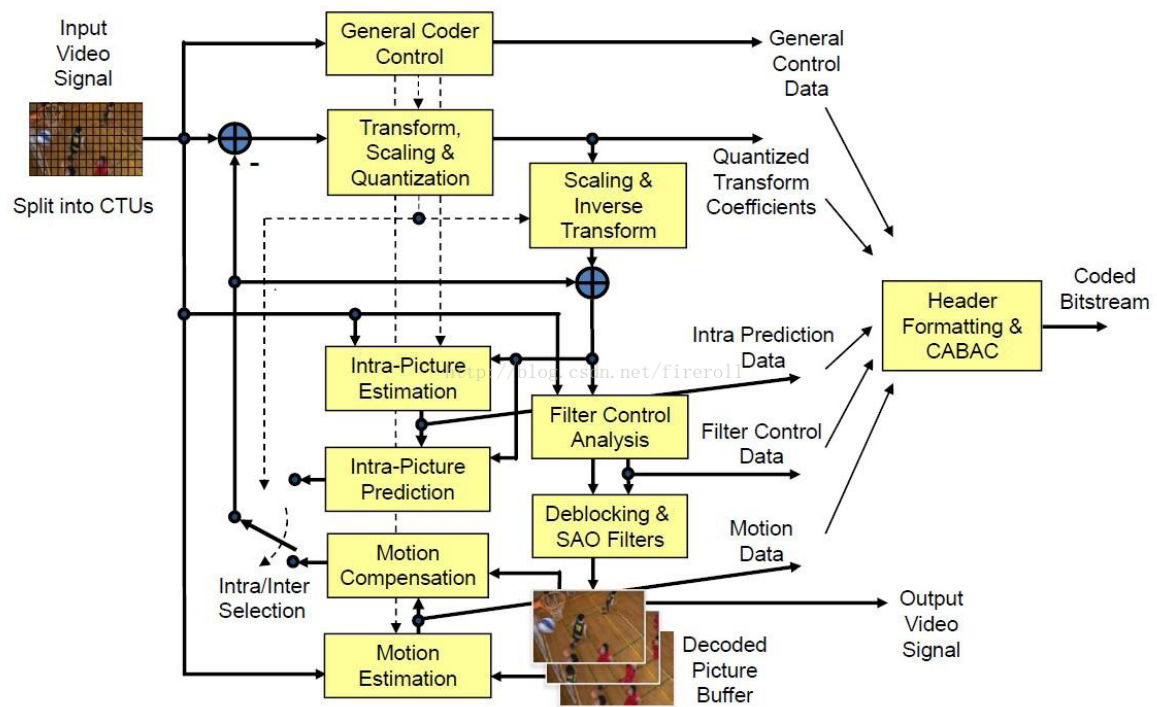 Input
Video
Signal
Split into CTUs
General Coder
Control
General
Control
Data
Transform,
Scaling &
Quantization
-
Quantized
Transform
Coefficients
Scaling &
Inverse
Transform
Header
Formatting &
CABAC
Coded
Bitstream
Intra Prediction
Data
Intra-Picture
Estimation
http://blog.csdn.net/fireroll
Filter Control
Analysis
Filter Control
Data
Intra-Picture
Prediction
Deblocking &
SAO Filters
Motion
Data
Motion
Compensation
Intra/Inter
Selection
Output
Video
Signal
Motion
Estimation
Decoded
Picture
Buffer